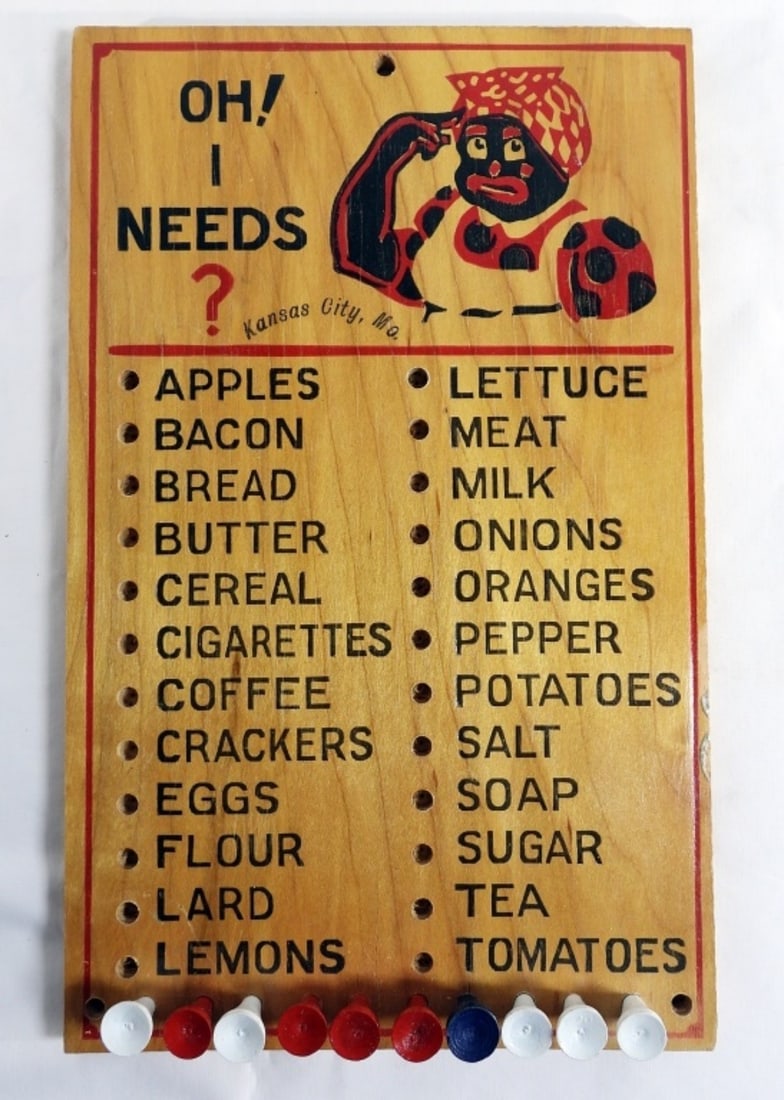 OH!
I
NEEDS
?
Kansas City, Mo.
APPLES
BACON
BREAD
BUTTER
CEREAL
CIGARETTES
COFFEE
CRACKERS
EGGS
FLOUR
LARD
LEMONS
LETTUCE
MEAT
MILK
ONIONS
ORANGES
PEPPER
POTATOES
SALT
SOAP
SUGAR
TEA
TOMATOES